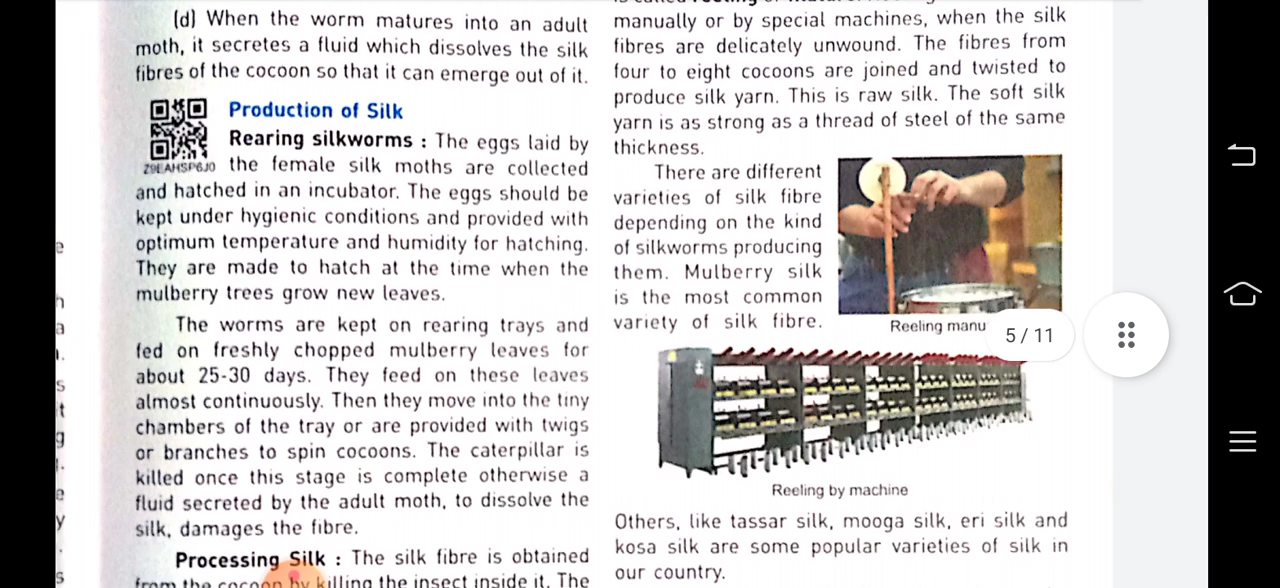 (d) When the worm matures into an adult
moth, it secretes a fluid which dissolves the silk
fibres of the cocoon so that it can emerge out of it.
Production of Silk
Rearing silkworms : The eggs laid by
Z9EAHSP6J0
the female silk moths are collected
and hatched in an incubator. The eggs should be
kept under hygienic conditions and provided with
optimum temperature and humidity for hatching.
They are made to hatch at the time when the
mulberry trees grow new leaves.
The worms are kept on rearing trays and
fed on freshly chopped mulberry leaves for
about 25-30 days. They feed on these leaves
almost continuously. Then they move into the tiny
chambers of the tray or are provided with twigs
or branches to spin cocoons. The caterpillar is
killed once this stage is complete otherwise a
fluid secreted by the adult moth, to dissolve the
silk, damages the fibre.
Processing Silk : The silk fibre is obtained
from the cocoon by killing the insect inside it. The
manually or by special machines, when the silk
fibres are delicately unwound. The fibres from
four to eight cocoons are joined and twisted to
produce silk yarn. This is raw silk. The soft silk
yarn is as strong as a thread of steel of the same
thickness.
There are different
varieties of silk fibre
depending on the kind
of silkworms producing
them. Mulberry silk
is the most common
variety of silk fibre.
Reeling manu
5 / 11
Reeling by machine
Others, like tassar silk, mooga silk, eri silk and
kosa silk are some popular varieties of silk in
our country.